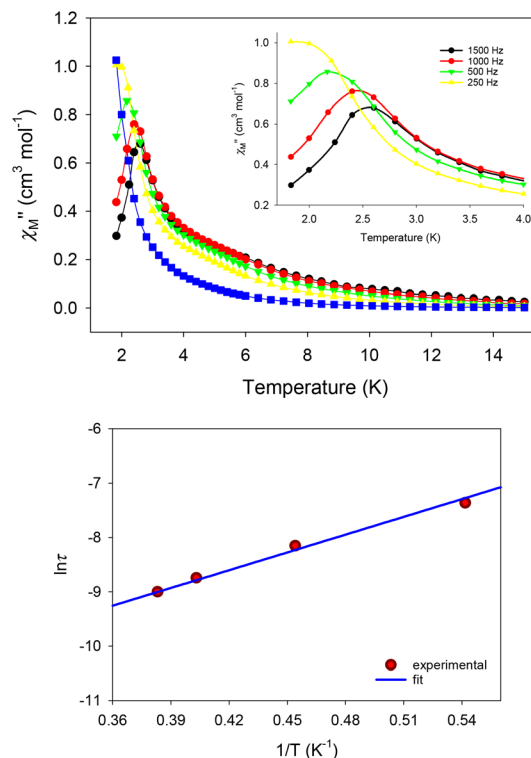 χM'' (cm3 mol-1)
1.2
1.0
0.8
0.6
0.4
0.2
0.0
2 4 6 8 10 12 14
Temperature (K)
χM'' (cm3 mol-1)
1.0
0.8
0.6
0.4
0.2
2.0 2.5 3.0 3.5 4.0
Temperature (K)
1500 Hz
1000 Hz
500 Hz
250 Hz
lnτ
-6
-7
-8
-9
-10
-11
0.36 0.39 0.42 0.45 0.48 0.51 0.54
1/T (K-1)
experimental
fit